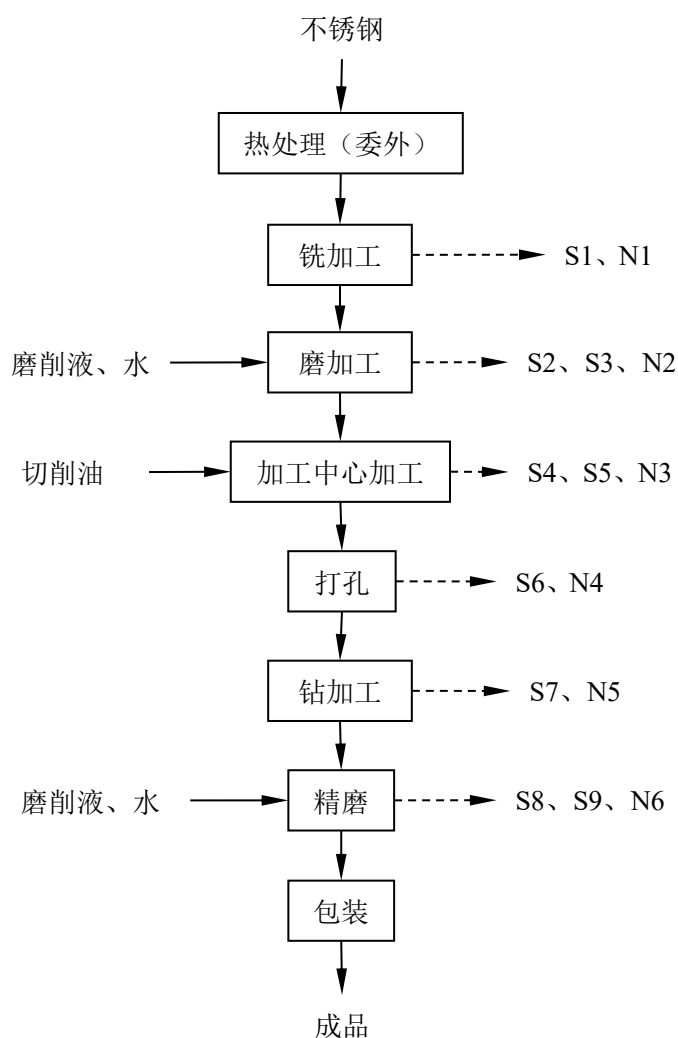 不锈钢
热处理（委外）
铣加工
S1、N1
磨削液、水
磨加工
S2、S3、N2
切削油
加工中心加工
S4、S5、N3
打孔
S6、N4
钻加工
S7、N5
磨削液、水
精磨
S8、S9、N6
包装
成品